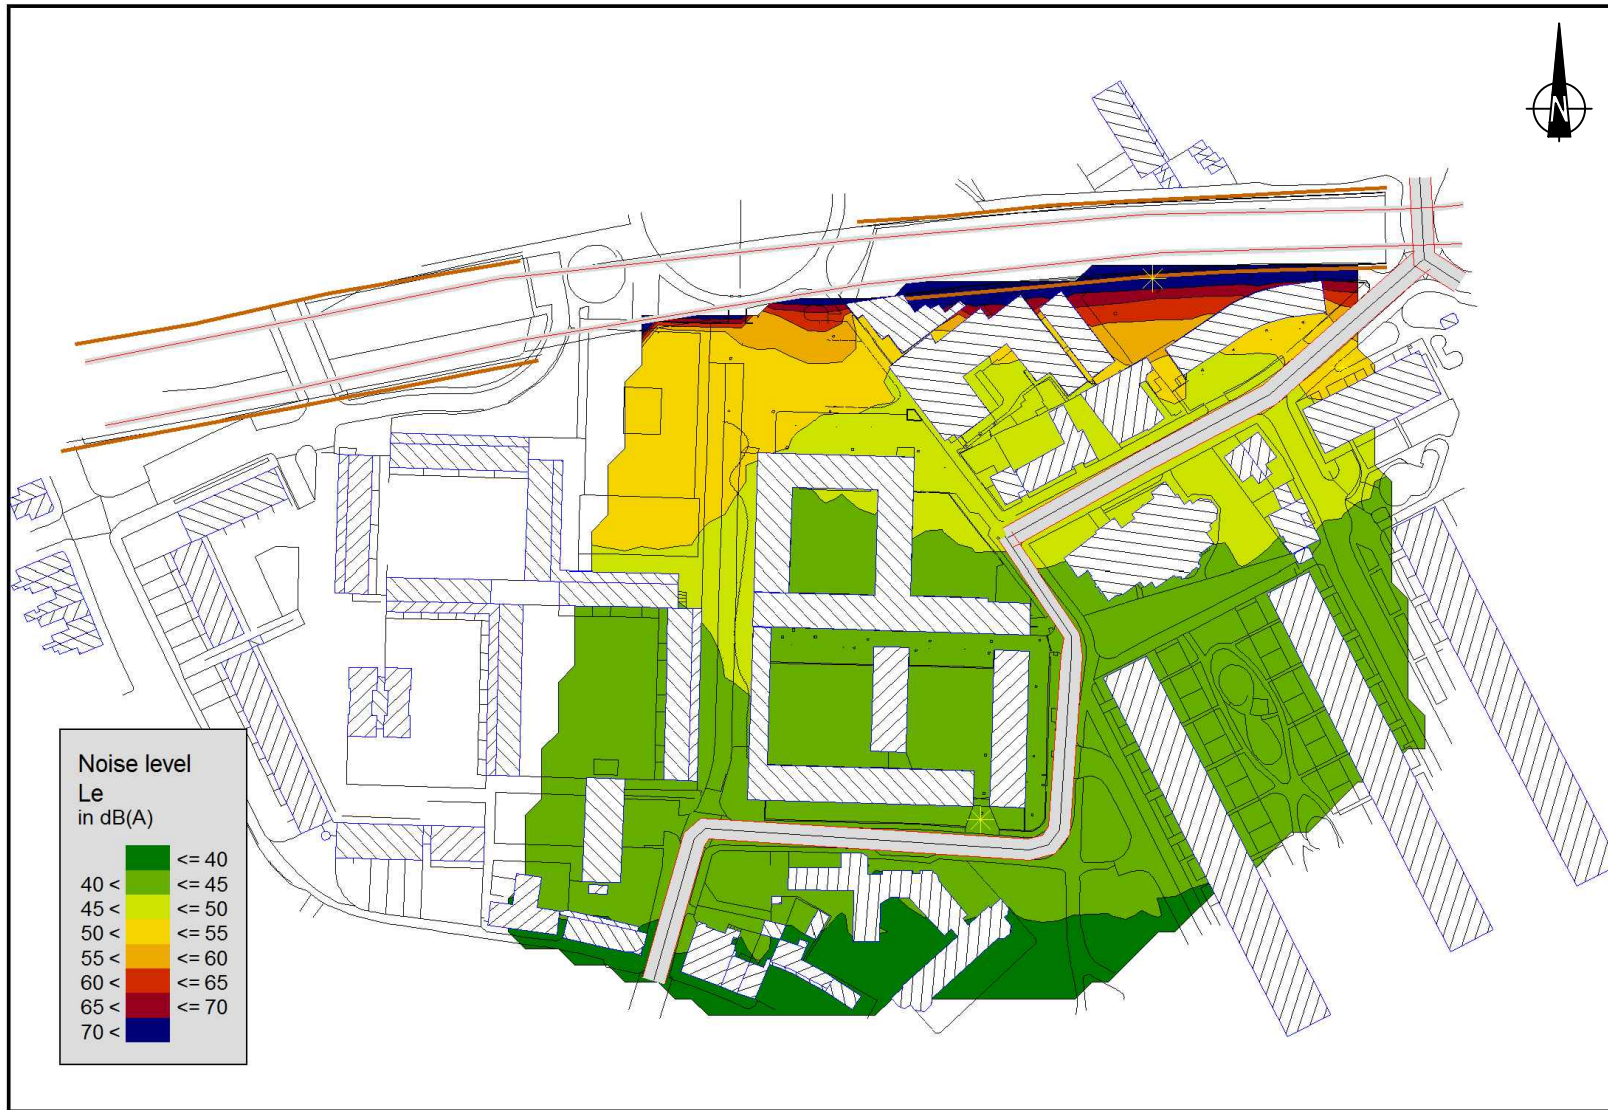 N
Noise level
Le
in dB(A)
<= 40
40 < <= 45
45 < <= 50
50 < <= 55
55 < <= 60
60 < <= 65
65 < <= 70
70 <